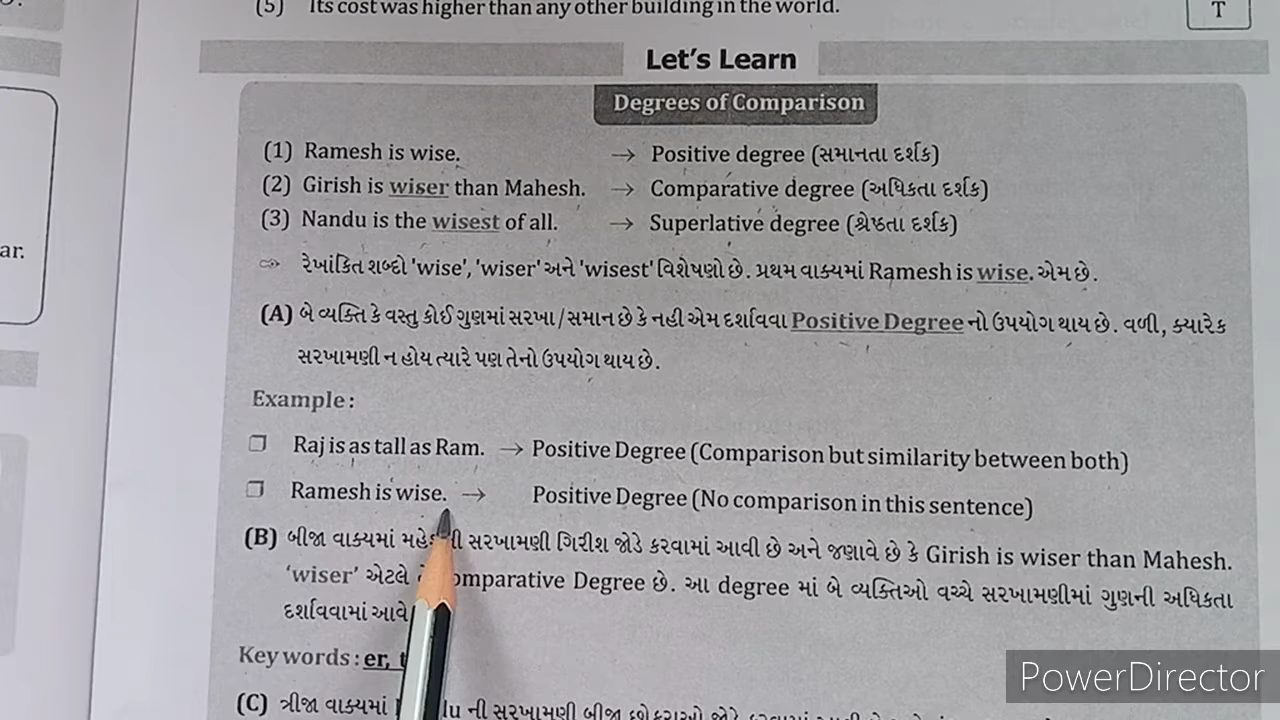 (5) Its cost was higher than any other building in the world.
T
Let's Learn
Degrees of Comparison
(1) Ramesh is wise. → Positive degree (સમાનતા દર્શક)
(2) Girish is wiser than Mahesh. → Comparative degree (અધિકતા દર્શક)
(3) Nandu is the wisest of all. → Superlative degree (શ્રેષ્ઠતા દર્શક)
રેખાંકિત શબ્દો 'wise', 'wiser' અને 'wisest' વિશેષણો છે. પ્રથમ વાક્યમાં Ramesh is wise. એમ છે.
ar.
(A) બે વ્યક્તિ કે વસ્તુ કોઈ ગુણમાં સરખા/સમાન છે કે નહી એમ દર્શાવવા Positive Degree નો ઉપયોગ થાય છે. વળી, ક્યારેક
સરખામણી ન હોય ત્યારે પણ તેનો ઉપયોગ થાય છે.
Example:
❐ Raj is as tall as Ram. → Positive Degree (Comparison but similarity between both)
❐ Ramesh is wise. → Positive Degree (No comparison in this sentence)
(B) બીજા વાક્યમાં સરખામણી ગિરીશ જોડે કરવામાં આવી છે અને જણાવે છે કે Girish is wiser than Mahesh.
'wiser' એટલે omparative Degree છે. આ degree માં બે વ્યક્તિઓ વચ્ચે સરખામણીમાં ગુણની અધિકતા
દર્શાવવામાં આવે
Key words : er,
(C) ત્રીજા વાક્યમાં ની સરખામણી બીજા
PowerDirector